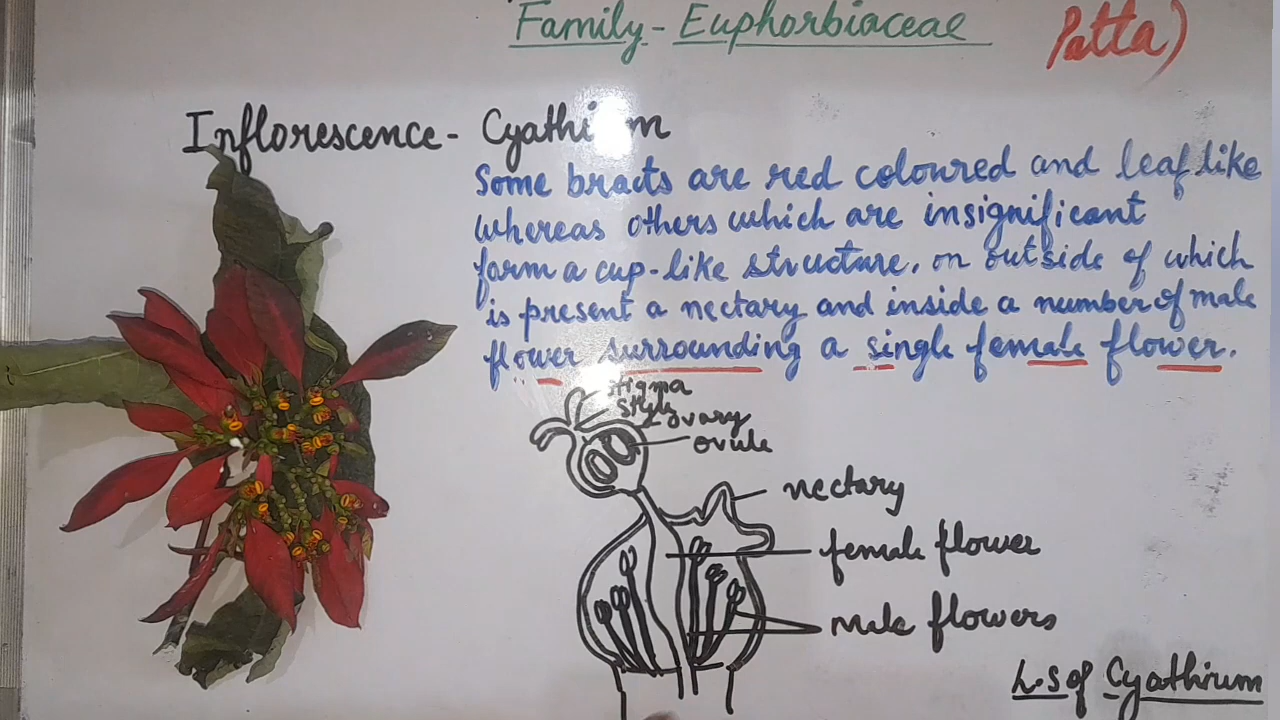 Family - Euphorbiaceae
Patta)
Inflorescence - Cyathium
Some bracts are red coloured and leaf like
whereas others which are insignificant
form a cup-like structure, on outside of which
is present a nectary and inside a number of male
flower surrounding a single female flower.
stigma
style
ovary
ovule
nectary
female flower
male flowers
L.S of Cyathium